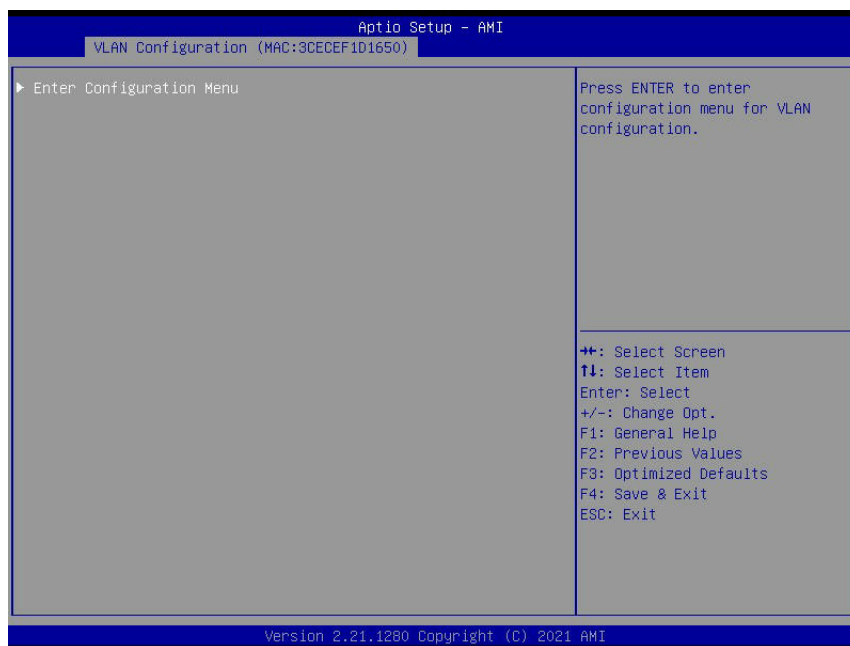 Aptio Setup – AMI
VLAN Configuration (MAC:3CECEF1D1650)
▶ Enter Configuration Menu
Press ENTER to enter
configuration menu for VLAN
configuration.
→←: Select Screen
↑↓: Select Item
Enter: Select
+/-: Change Opt.
F1: General Help
F2: Previous Values
F3: Optimized Defaults
F4: Save & Exit
ESC: Exit
Version 2.21.1280 Copyright (C) 2021 AMI